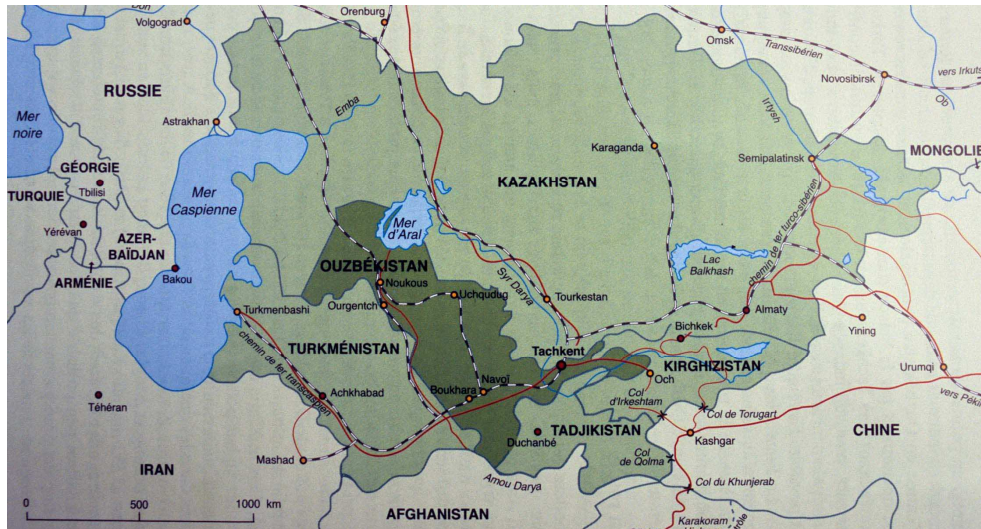 Don
Volgograd
Orenburg
Omsk
Transsibérien
vers Irkuts
Novosibirsk
Ob
RUSSIE
Mer
noire
Astrakhan
Emba
Irtysh
Karaganda
Semipalatinsk
MONGOLIE
GÉORGIE
Tbilisi
TURQUIE
Mer
Caspienne
KAZAKHSTAN
Yérévan
AZER-
BAÏDJAN
Mer
d'Aral
chemin de fer turco-sibérien
ARMÉNIE
Bakou
OUZBÉKISTAN
Noukous
Syr Darya
Lac
Balkhash
Ourgentch
Uchqudug
Tourkestan
Almaty
Turkmenbashi
Bichkek
Yining
chemin de fer transcaspien
TURKMÉNISTAN
Tachkent
KIRGHIZISTAN
Urumqi
Och
Navoï
Boukhara
Achkhabad
Téhéran
Col
d'Irkeshtam
Col de Torugart
vers Pékin
Duchanbé
TADJIKISTAN
Kashgar
CHINE
Mashad
Col
de Qolma
IRAN
Amou Darya
Col du Khunjerab
0 500 1000 km
AFGHANISTAN
Karakoram